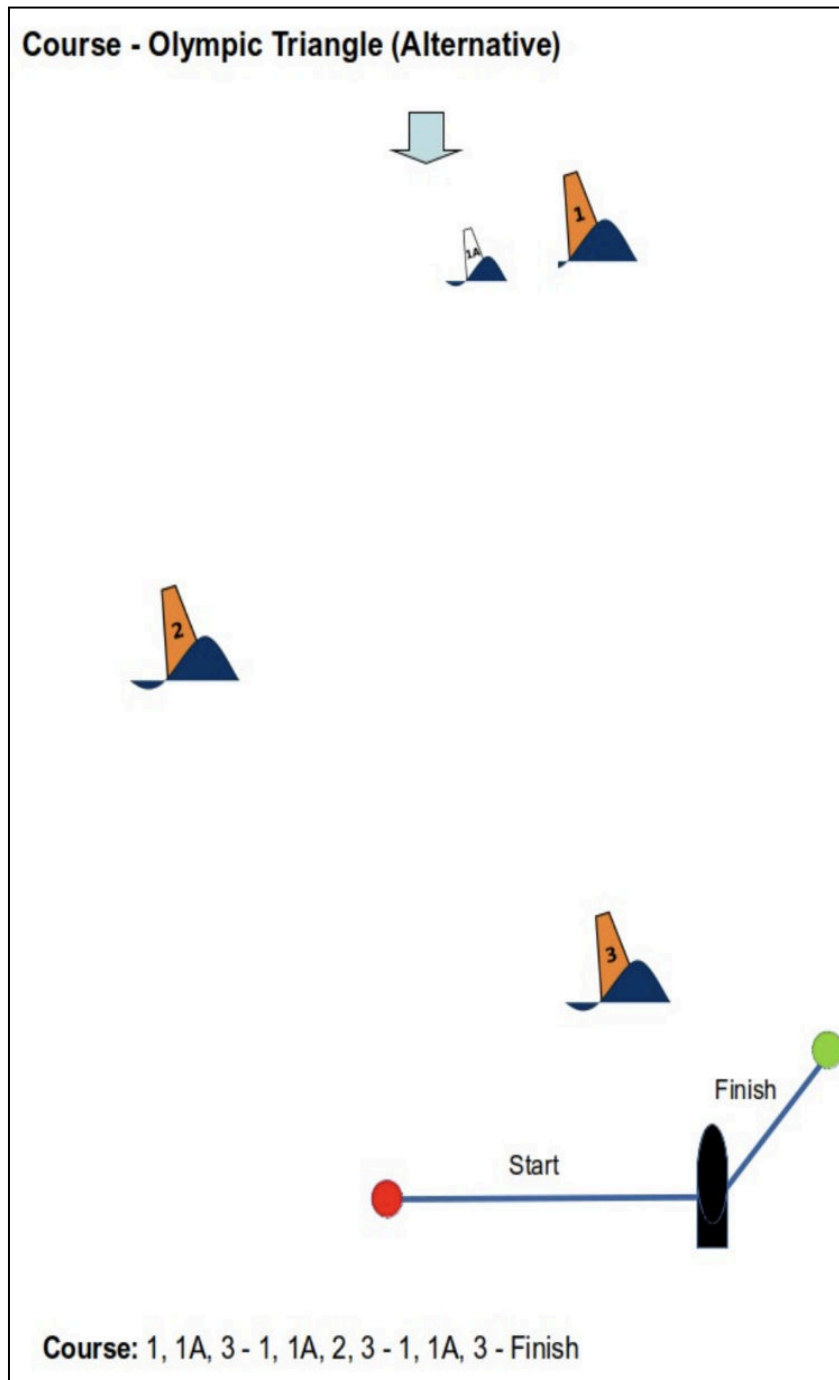 Course - Olympic Triangle (Alternative)
1
1A
2
3
Finish
Start
Course: 1, 1A, 3 - 1, 1A, 2, 3 - 1, 1A, 3 - Finish